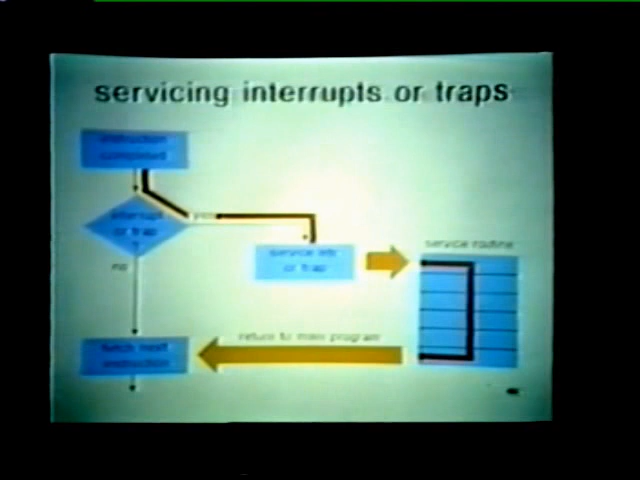 servicing interrupts or traps
instruction
completed
interrupt
or trap
yes
no
service int
or trap
service routine
return to main program
fetch next
instruction